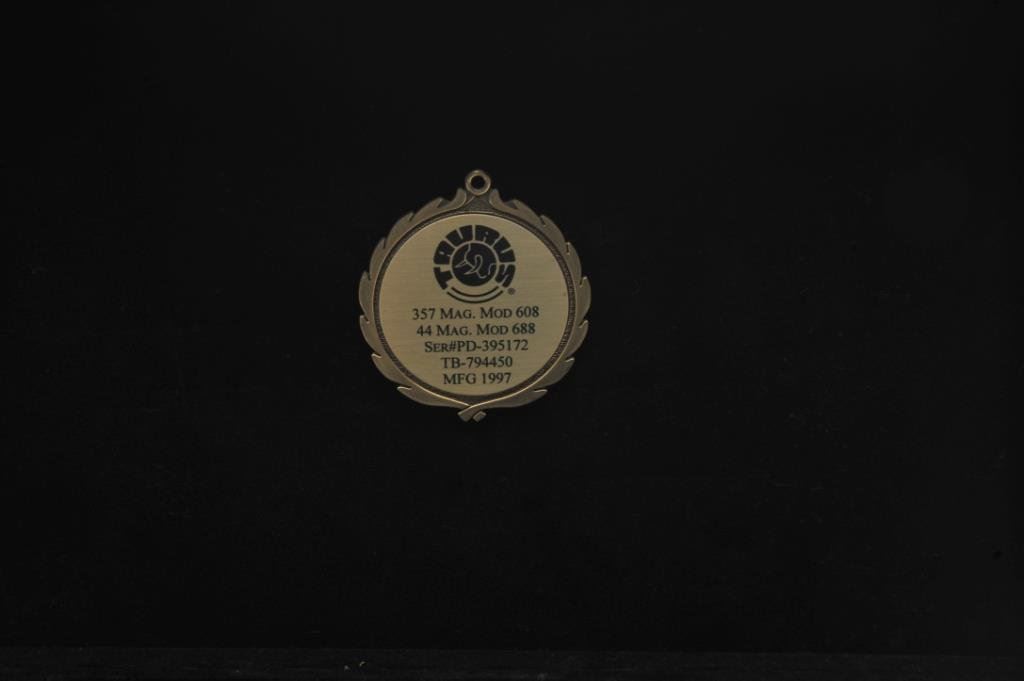 TAURUS
®
357 MAG. MOD 608
44 MAG. MOD 688
SER#PD-395172
TB-794450
MFG 1997